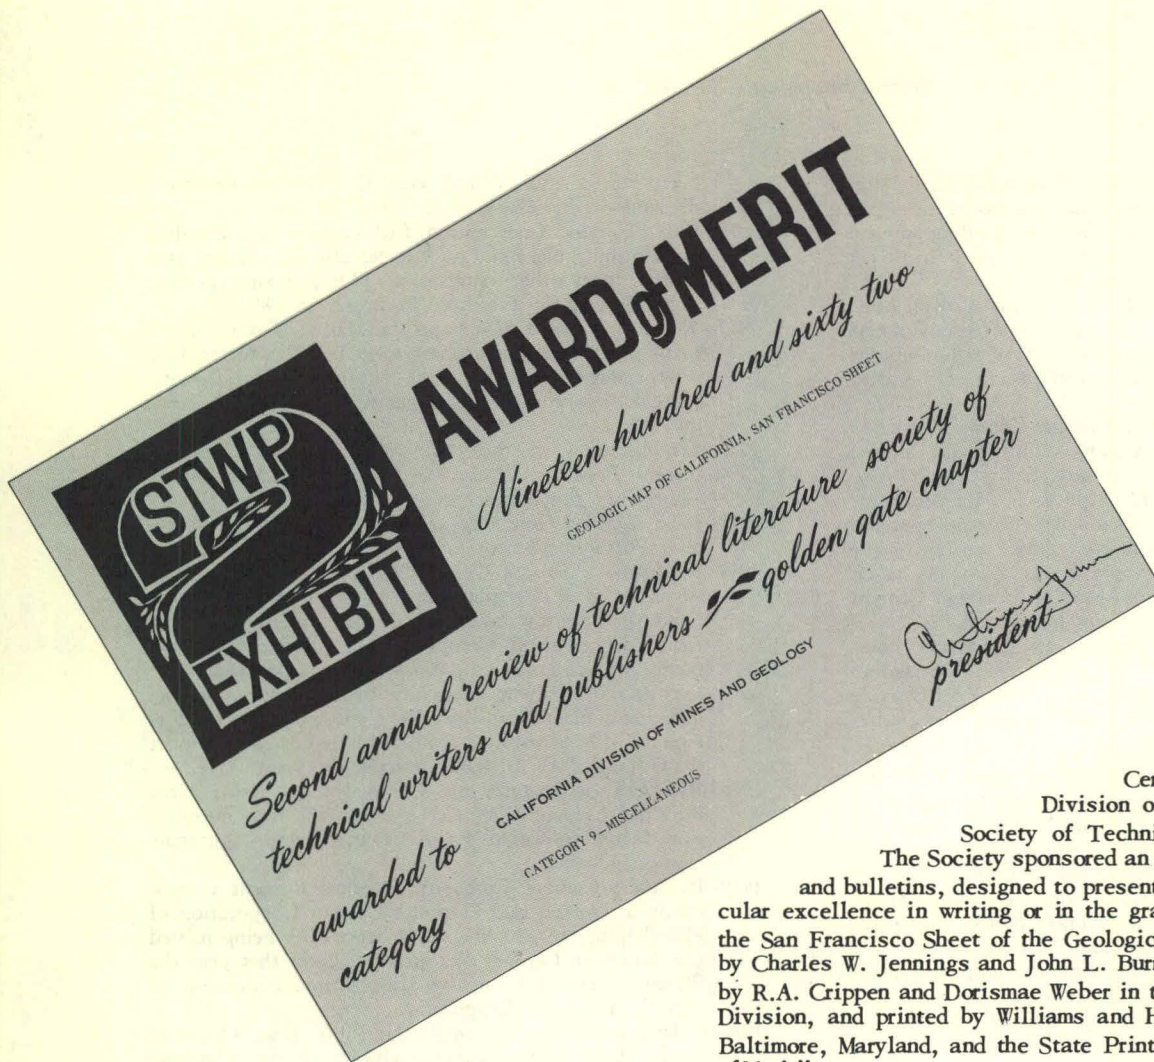 STWP
2
EXHIBIT
AWARD of MERIT
Nineteen hundred and sixty two
GEOLOGIC MAP OF CALIFORNIA, SAN FRANCISCO SHEET
Second annual review of technical literature society of
technical writers and publishers golden gate chapter
awarded to CALIFORNIA DIVISION OF MINES AND GEOLOGY
category CATEGORY 9—MISCELLANEOUS
president
Cer
Division o
Society of Techni
The Society sponsored an
and bulletins, designed to present
cular excellence in writing or in the gra
the San Francisco Sheet of the Geologic
by Charles W. Jennings and John L. Bur
by R.A. Crippen and Dorismae Weber in t
Division, and printed by Williams and H
Baltimore, Maryland, and the State Print